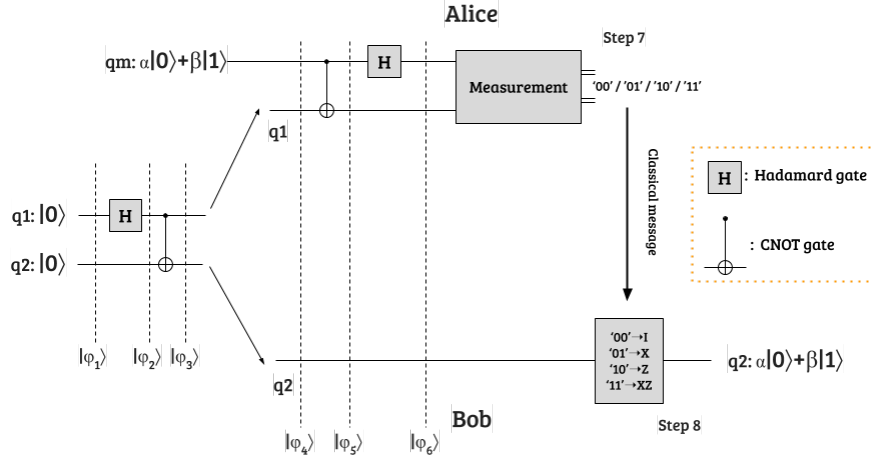 Alice
Step 7
qm: α|0⟩+β|1⟩
H
Measurement
‘00’ / ‘01’ / ‘10’ / ‘11’
q1
Classical message
H
: Hadamard gate
: CNOT gate
q1: |0⟩
H
q2: |0⟩
|φ₁⟩
|φ₂⟩
|φ₃⟩
‘00’→I
‘01’→X
‘10’→Z
‘11’→XZ
q2: α|0⟩+β|1⟩
q2
Bob
Step 8
|φ₄⟩
|φ₅⟩
|φ₆⟩